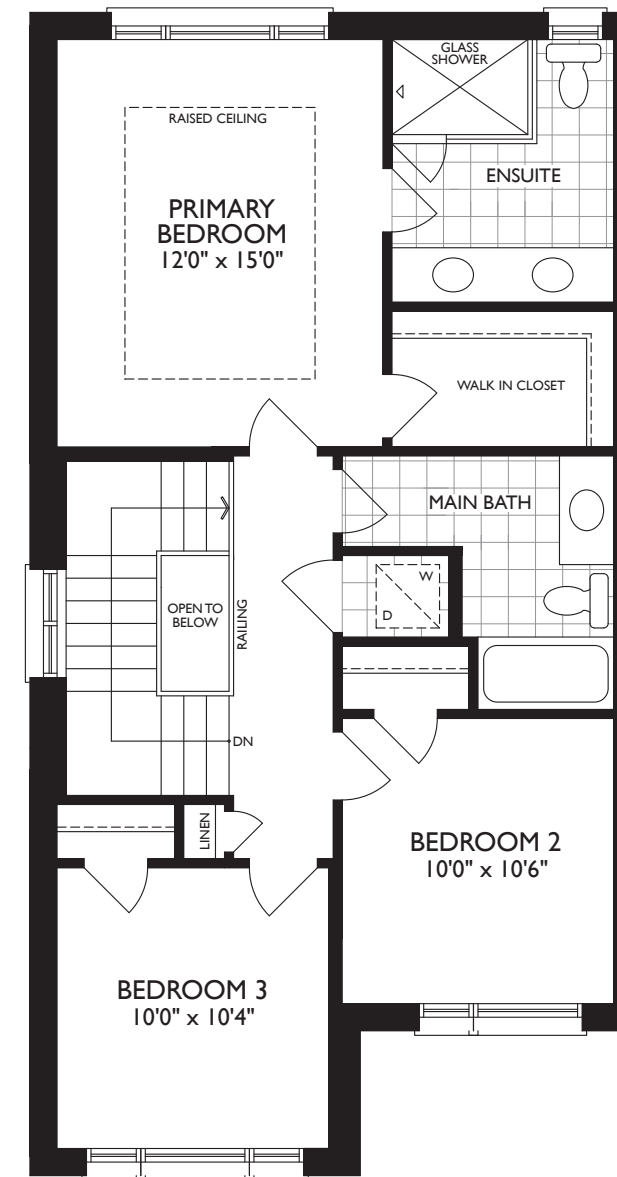 GLASS
SHOWER
RAISED CEILING
PRIMARY
BEDROOM
12'0" x 15'0"
ENSUITE
WALK IN CLOSET
MAIN BATH
W
D
OPEN TO
BELOW
RAILING
DN
LINEN
BEDROOM 2
10'0" x 10'6"
BEDROOM 3
10'0" x 10'4"